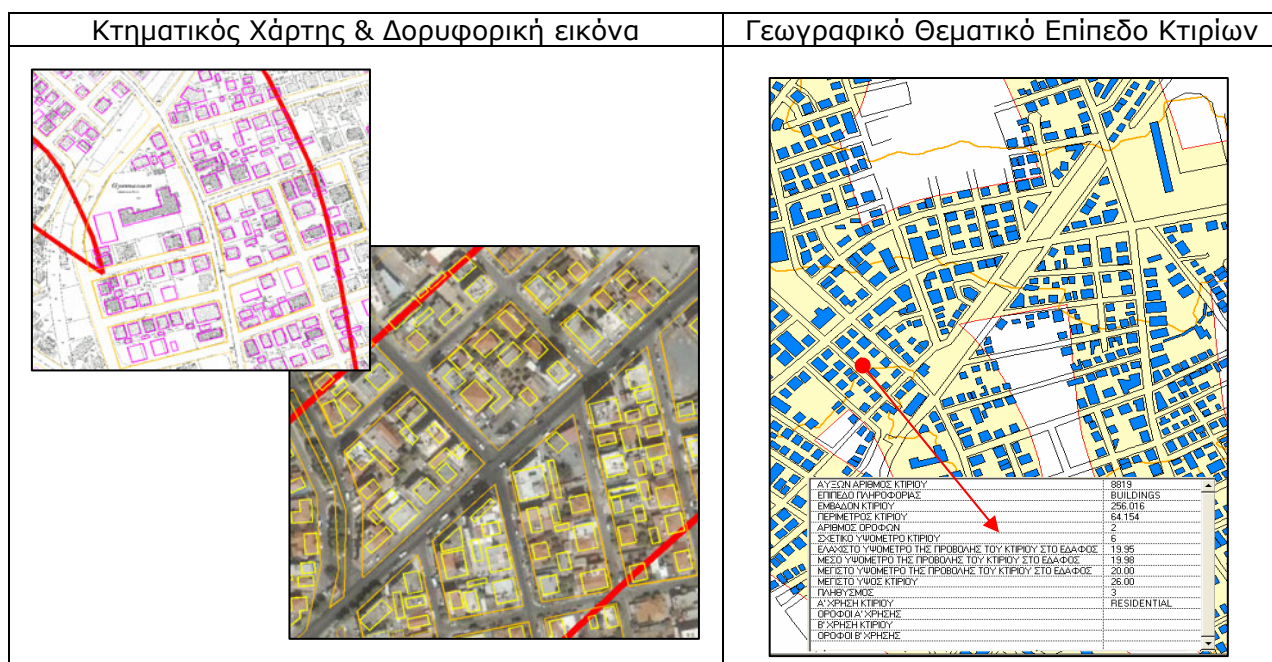 Κτηματικός Χάρτης & Δορυφορική εικόνα
Γεωγραφικό Θεματικό Επίπεδο Κτιρίων
Gymnasium
ΑΥΞΩΝ ΑΡΙΘΜΟΣ ΚΤΙΡΙΟΥ 8819
ΕΠΙΠΕΔΟ ΠΛΗΡΟΦΟΡΙΑΣ BUILDINGS
ΕΜΒΑΔΟΝ ΚΤΙΡΙΟΥ 256.016
ΠΕΡΙΜΕΤΡΟΣ ΚΤΙΡΙΟΥ 64.154
ΑΡΙΘΜΟΣ ΟΡΟΦΩΝ 2
ΣΧΕΤΙΚΟ ΥΨΟΜΕΤΡΟ ΚΤΙΡΙΟΥ 6
ΕΛΑΧΙΣΤΟ ΥΨΟΜΕΤΡΟ ΤΗΣ ΠΡΟΒΟΛΗΣ ΤΟΥ ΚΤΙΡΙΟΥ ΣΤΟ ΕΔΑΦΟΣ 19.95
ΜΕΣΟ ΥΨΟΜΕΤΡΟ ΤΗΣ ΠΡΟΒΟΛΗΣ ΤΟΥ ΚΤΙΡΙΟΥ ΣΤΟ ΕΔΑΦΟΣ 19.98
ΜΕΓΙΣΤΟ ΥΨΟΜΕΤΡΟ ΤΗΣ ΠΡΟΒΟΛΗΣ ΤΟΥ ΚΤΙΡΙΟΥ ΣΤΟ ΕΔΑΦΟΣ 20.00
ΜΕΓΙΣΤΟ ΥΨΟΣ ΚΤΙΡΙΟΥ 26.00
ΠΛΗΘΥΣΜΟΣ 3
Α' ΧΡΗΣΗ ΚΤΙΡΙΟΥ RESIDENTIAL
ΟΡΟΦΟΙ Α' ΧΡΗΣΗΣ
Β' ΧΡΗΣΗ ΚΤΙΡΙΟΥ
ΟΡΟΦΟΙ Β' ΧΡΗΣΗΣ